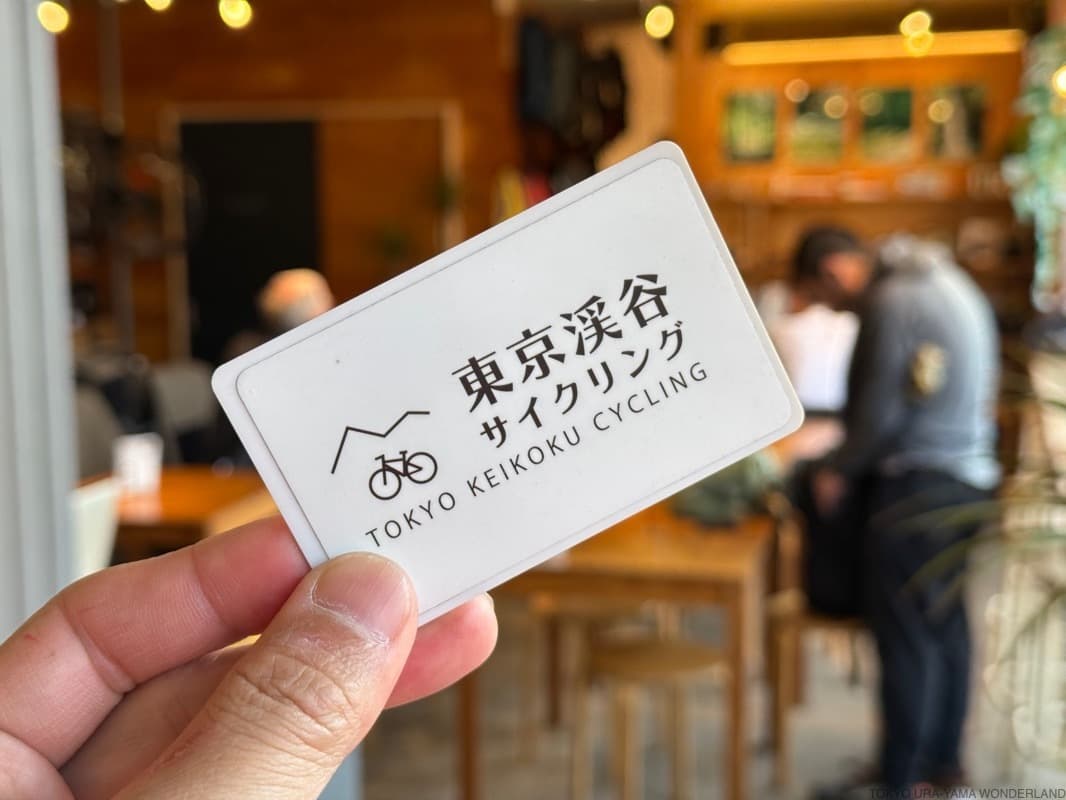 東京渓谷
サイクリング
TOKYO KEIKOKU CYCLING
TOKYO URA-YAMA WONDERLAND